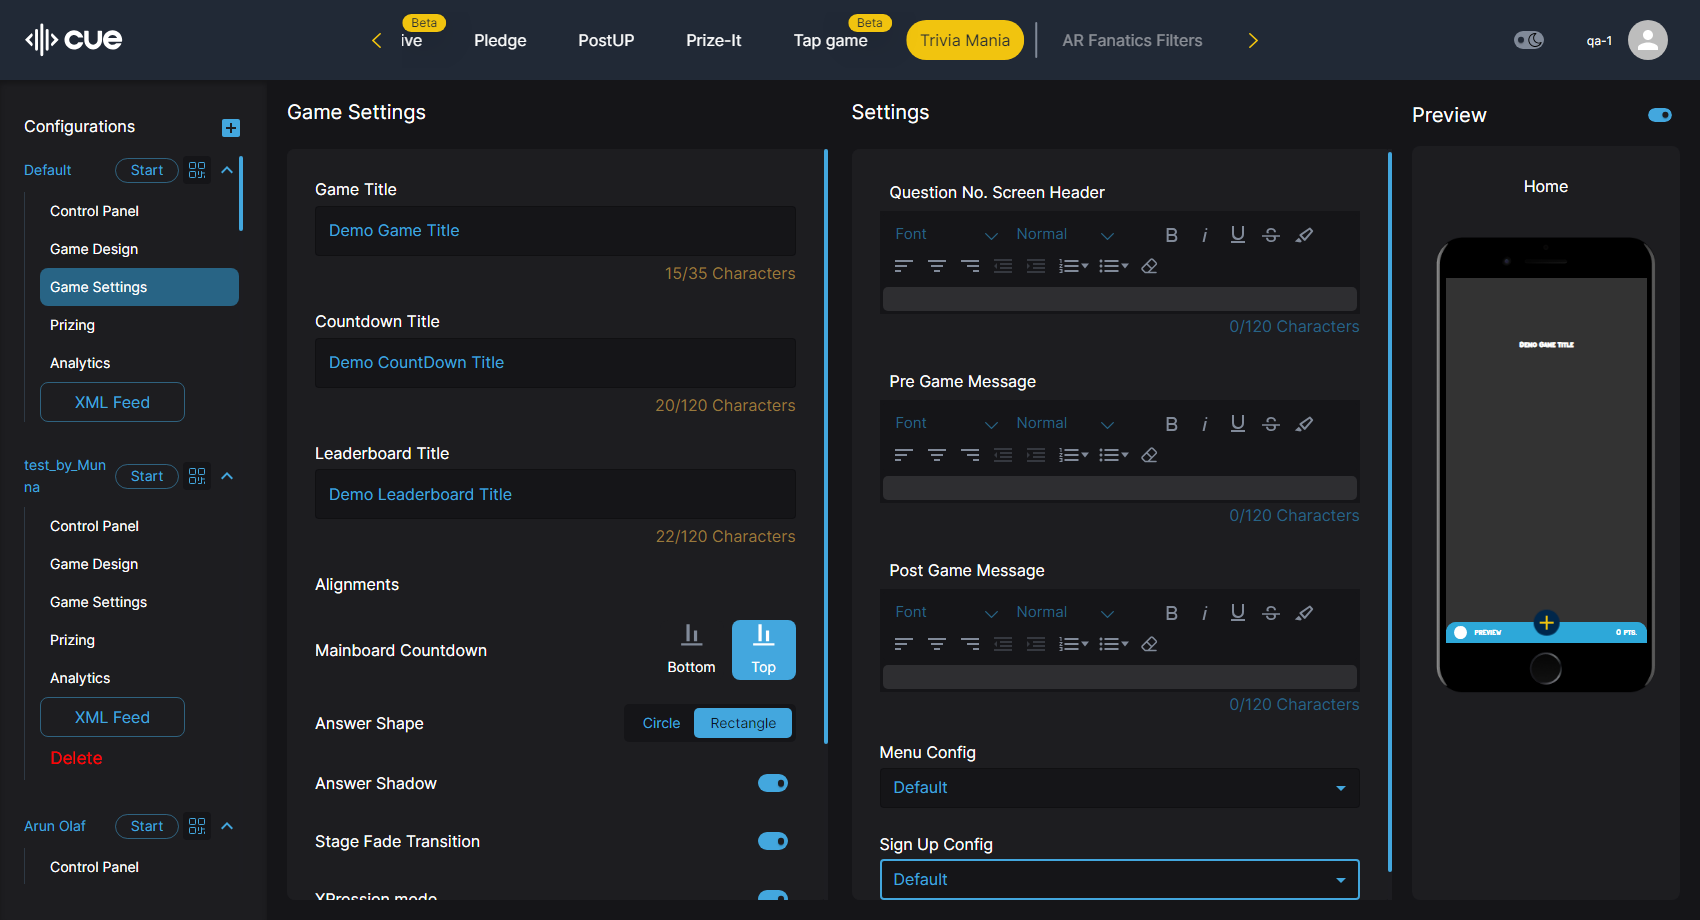 cue
Beta
ive
Pledge
PostUP
Prize-It
Beta
Tap game
Trivia Mania
AR Fanatics Filters
qa-1
Configurations
Default
Start
Control Panel
Game Design
Game Settings
Prizing
Analytics
XML Feed
test_by_Mun
na
Start
Control Panel
Game Design
Game Settings
Prizing
Analytics
XML Feed
Delete
Arun Olaf
Start
Control Panel
Game Settings
Game Title
Demo Game Title
15/35 Characters
Countdown Title
Demo CountDown Title
20/120 Characters
Leaderboard Title
Demo Leaderboard Title
22/120 Characters
Alignments
Mainboard Countdown
Bottom
Top
Answer Shape
Circle
Rectangle
Answer Shadow
Stage Fade Transition
XPression mode
Settings
Question No. Screen Header
Font
Normal
B i U S
0/120 Characters
Pre Game Message
Font
Normal
B i U S
0/120 Characters
Post Game Message
Font
Normal
B i U S
0/120 Characters
Menu Config
Default
Sign Up Config
Default
Preview
Home
Demo Game Title
PREVIEW
0 PTS.